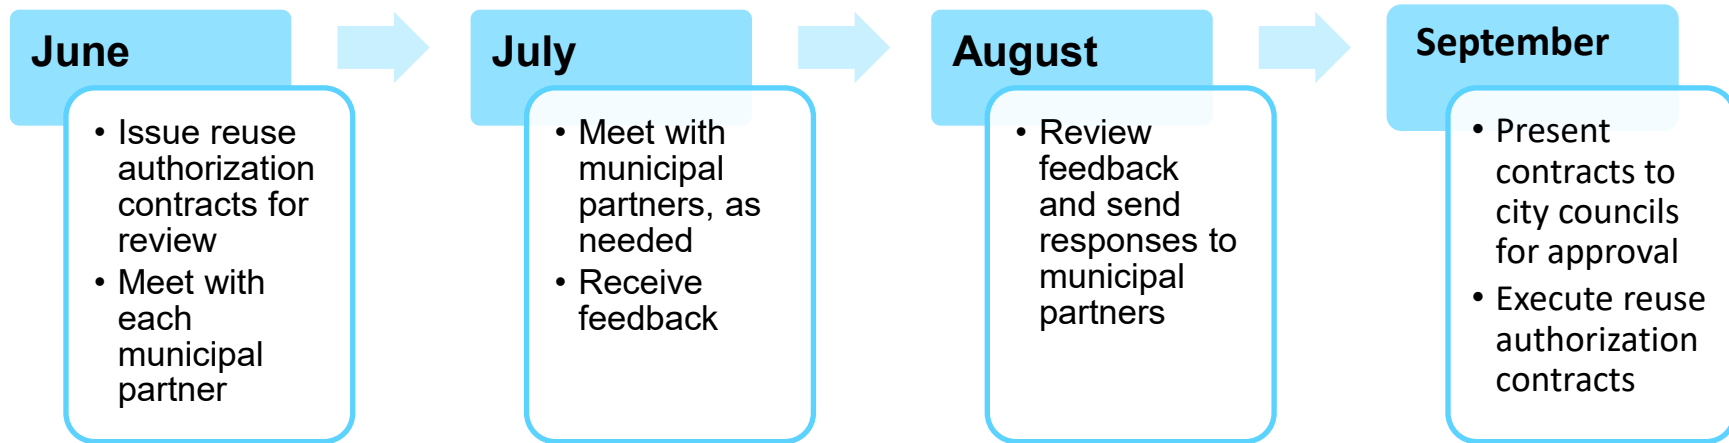 June
• Issue reuse
authorization
contracts for
review
• Meet with
each
municipal
partner
July
• Meet with
municipal
partners, as
needed
• Receive
feedback
August
• Review
feedback
and send
responses to
municipal
partners
September
• Present
contracts to
city councils
for approval
• Execute reuse
authorization
contracts